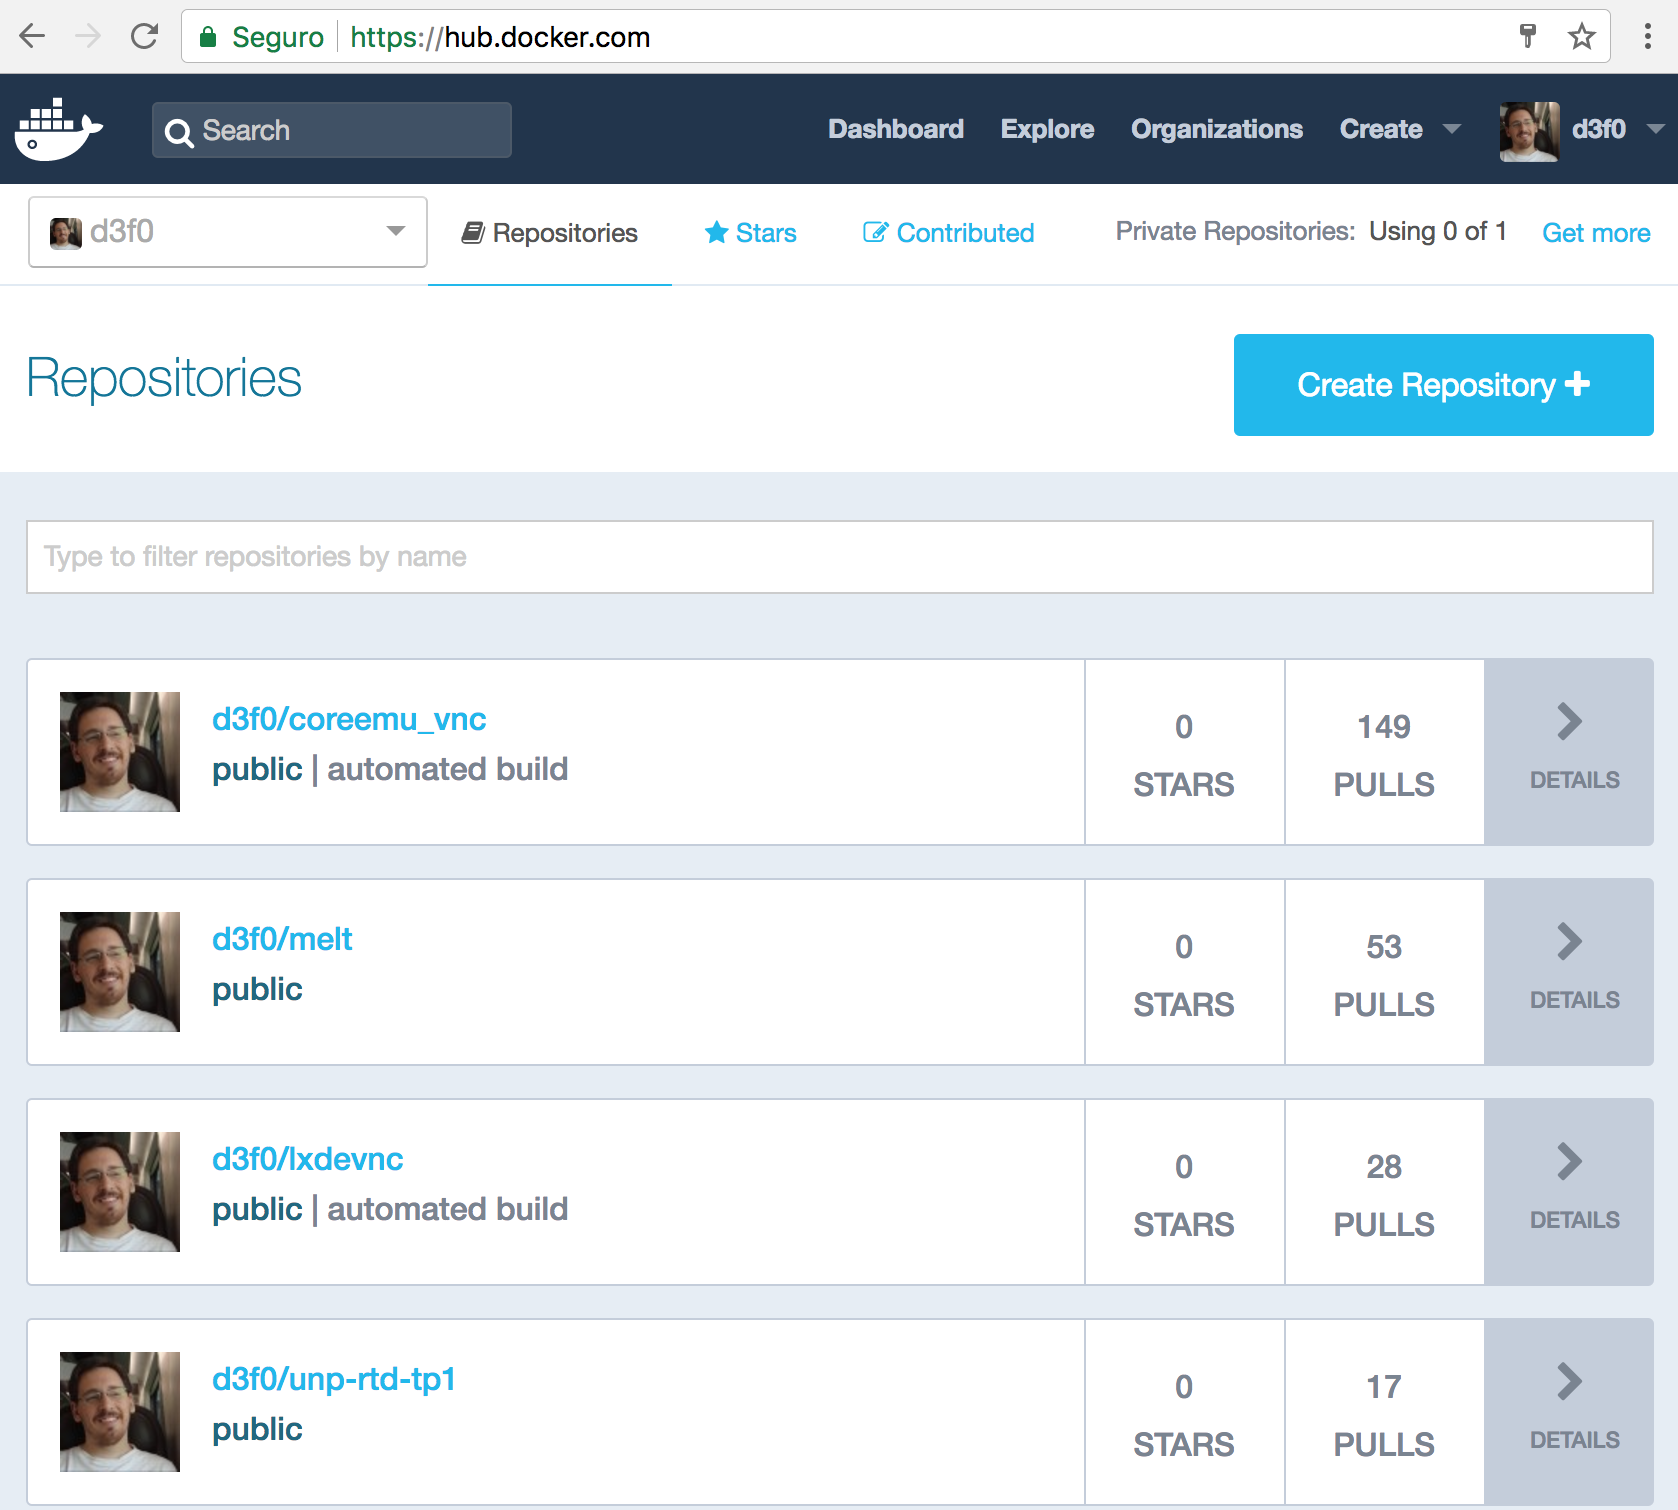 Seguro https://hub.docker.com
Search Dashboard Explore Organizations Create d3f0
d3f0 Repositories Stars Contributed Private Repositories: Using 0 of 1 Get more
Repositories Create Repository
Type to filter repositories by name
d3f0/coreemu_vnc
public | automated build
0
STARS
149
PULLS
DETAILS
d3f0/melt
public
0
STARS
53
PULLS
DETAILS
d3f0/lxdevnc
public | automated build
0
STARS
28
PULLS
DETAILS
d3f0/unp-rtd-tp1
public
0
STARS
17
PULLS
DETAILS